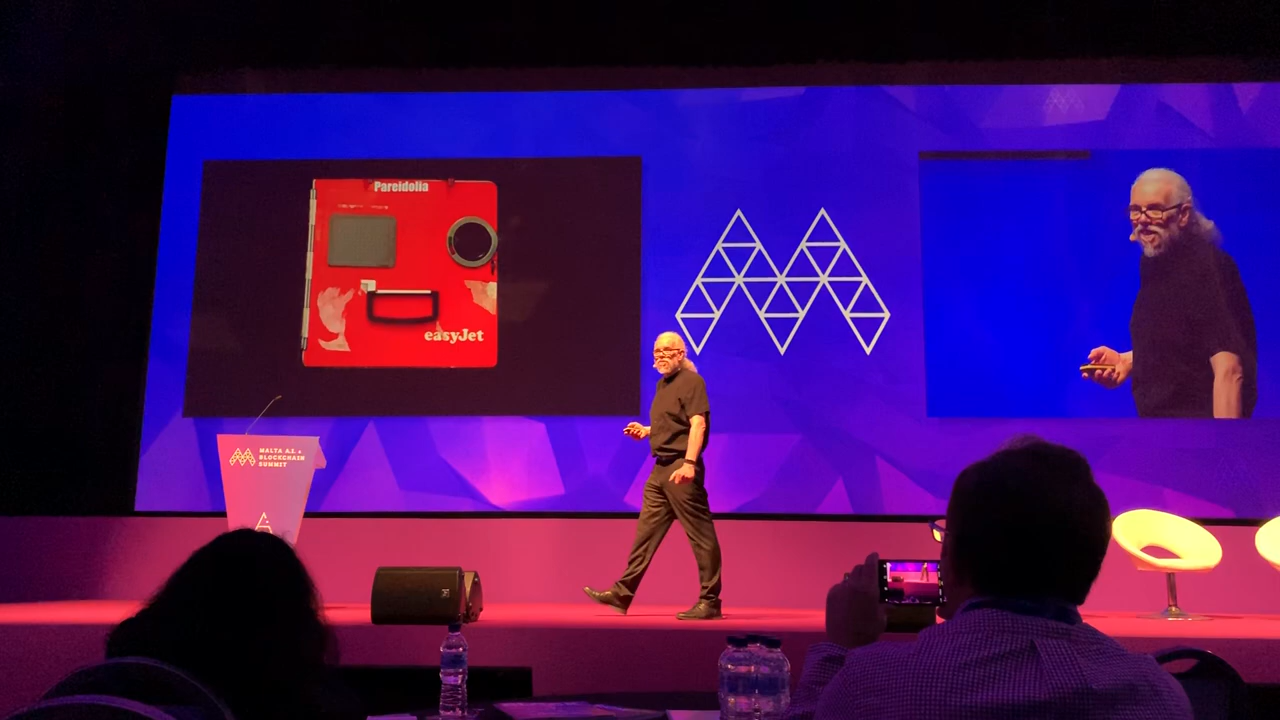 Pareidolia
easyJet
MALTA A.I. &
BLOCKCHAIN
SUMMIT